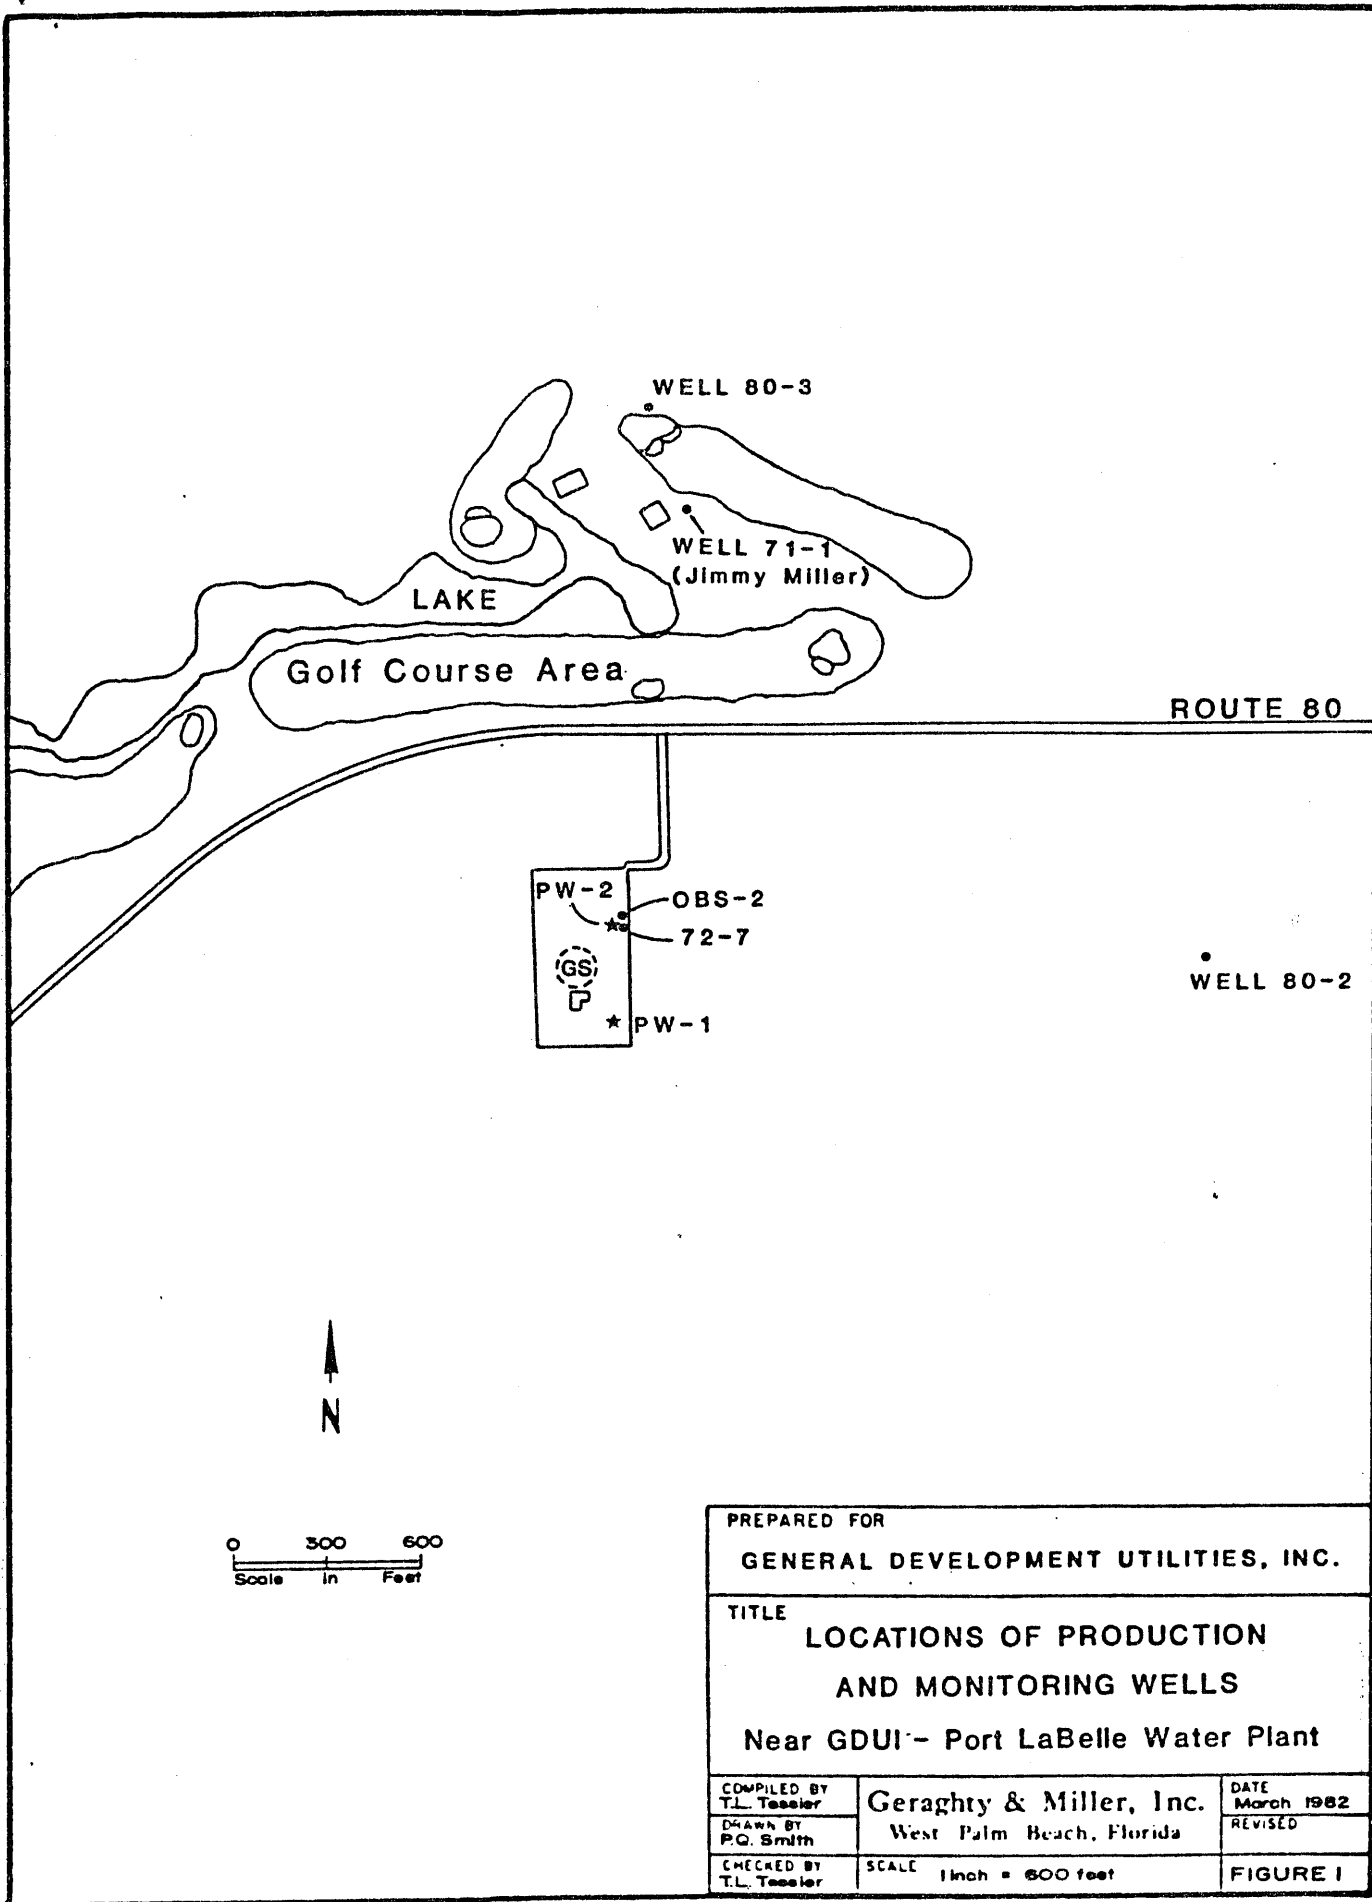 WELL 80-3
WELL 71-1
(Jimmy Miller)
LAKE
Golf Course Area
ROUTE 80
PW-2
OBS-2
72-7
GS
WELL 80-2
PW-1
N
0 300 600
Scale In Feet
PREPARED FOR
GENERAL DEVELOPMENT UTILITIES, INC.
TITLE
LOCATIONS OF PRODUCTION
AND MONITORING WELLS
Near GDUI - Port LaBelle Water Plant
COMPILED BY
T.L. Tessier
Geraghty & Miller, Inc.
West Palm Beach, Florida
DATE
March 1982
DRAWN BY
P.Q. Smith
REVISED
CHECKED BY
T.L. Tessier
SCALE 1 inch = 600 feet
FIGURE 1